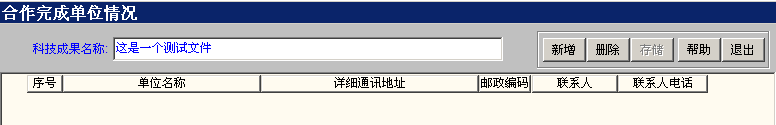 合作完成单位情况
科技成果名称: 这是一个测试文件 新增 删除 存储 帮助 退出
序号 单位名称 详细通讯地址 邮政编码 联系人 联系人电话